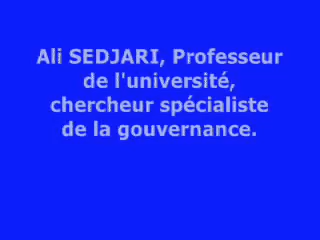 Ali SEDJARI, Professeur
de l'université,
chercheur spécialiste
de la gouvernance.